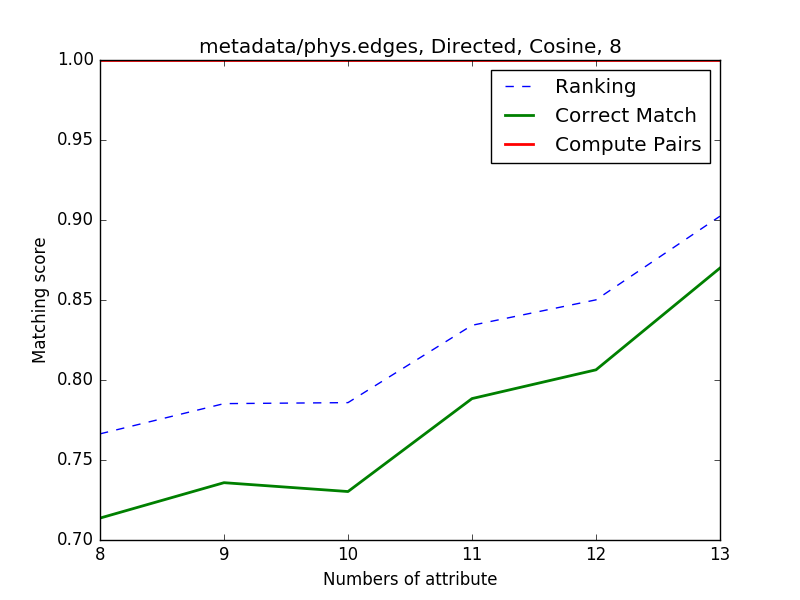 metadata/phys.edges, Directed, Cosine, 8
1.00
0.95
0.90
0.85
0.80
0.75
0.70
Matching score
Ranking
Correct Match
Compute Pairs
8 9 10 11 12 13
Numbers of attribute